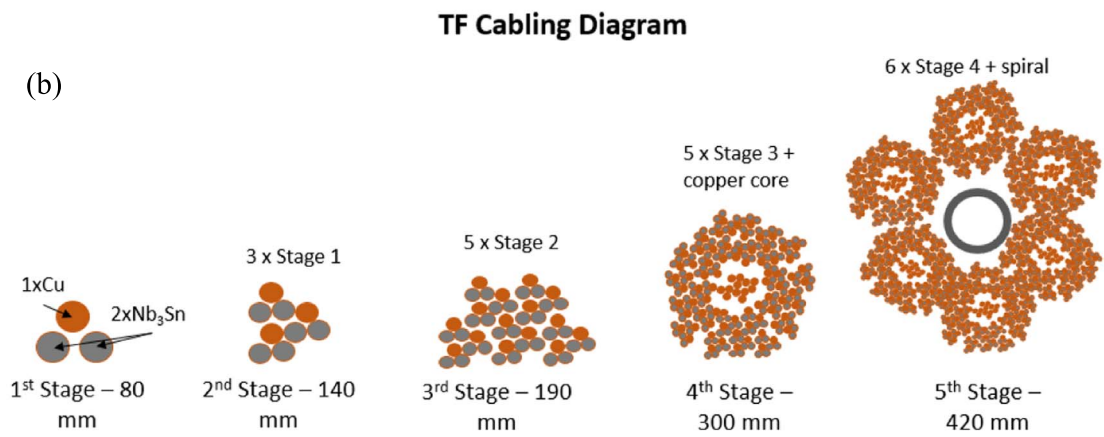 TF Cabling Diagram
(b)
6 x Stage 4 + spiral
5 x Stage 3 +
copper core
3 x Stage 1
5 x Stage 2
1xCu
2xNb₃Sn
1ˢᵗ Stage – 80
mm
2ⁿᵈ Stage – 140
mm
3ʳᵈ Stage – 190
mm
4ᵗʰ Stage –
300 mm
5ᵗʰ Stage –
420 mm